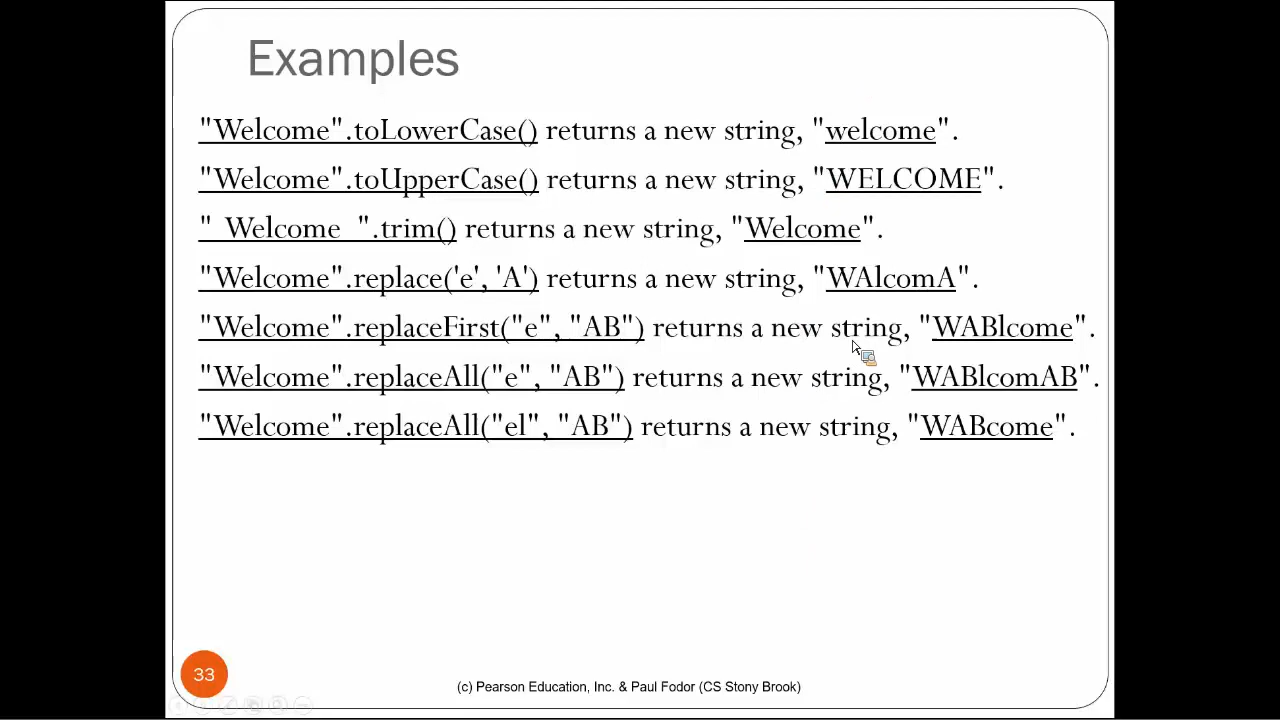 Examples
"Welcome".toLowerCase() returns a new string, "welcome".
"Welcome".toUpperCase() returns a new string, "WELCOME".
"  Welcome  ".trim() returns a new string, "Welcome".
"Welcome".replace('e', 'A') returns a new string, "WAlcomA".
"Welcome".replaceFirst("e", "AB") returns a new string, "WABlcome".
"Welcome".replaceAll("e", "AB") returns a new string, "WABlcomAB".
"Welcome".replaceAll("el", "AB") returns a new string, "WABcome".
33
(c) Pearson Education, Inc. & Paul Fodor (CS Stony Brook)